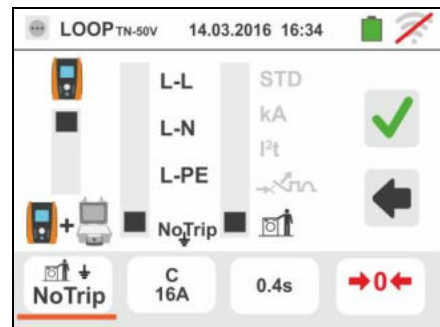 LOOP TN-50V 14.03.2016 16:34
L-L STD
L-N kA
I²t
L-PE
NoTrip
NoTrip
C
16A
0.4s
→0←